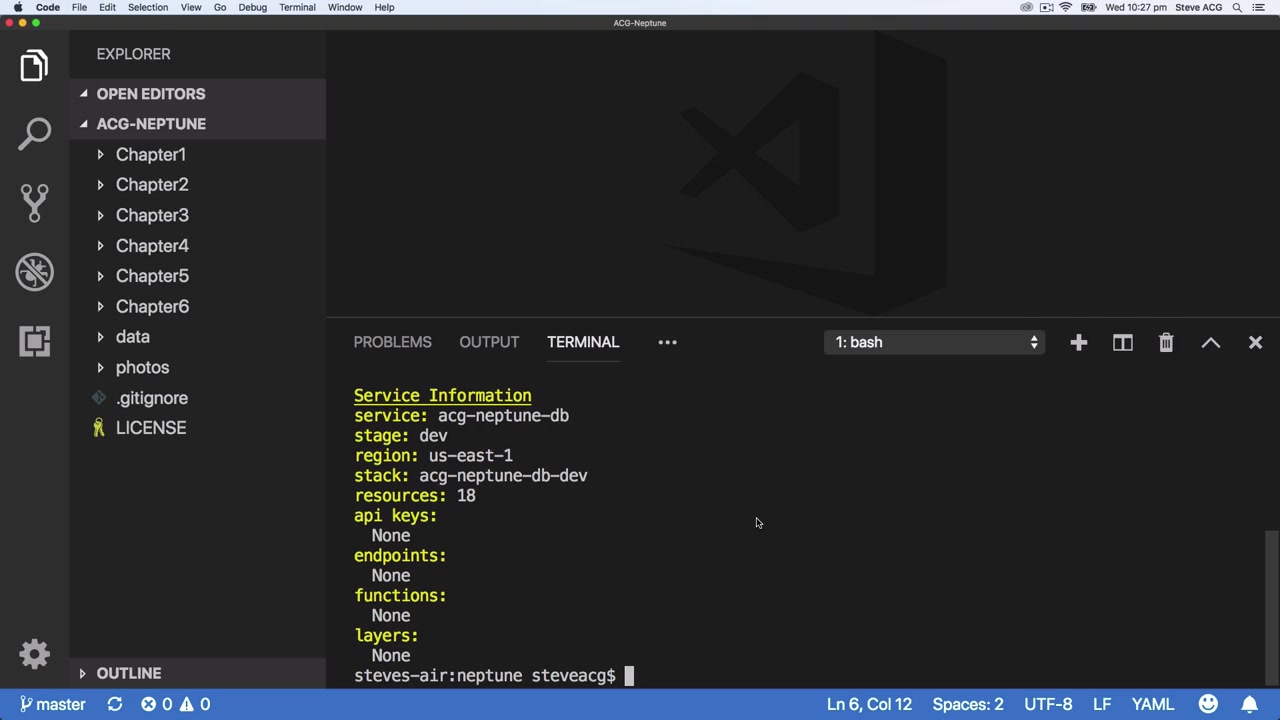 Code File Edit Selection View Go Debug Terminal Window Help Wed 10:27 pm Steve ACG
ACG-Neptune
EXPLORER
OPEN EDITORS
ACG-NEPTUNE
Chapter1
Chapter2
Chapter3
Chapter4
Chapter5
Chapter6
data
photos
.gitignore
LICENSE
OUTLINE
PROBLEMS OUTPUT TERMINAL ••• 1: bash
Service Information
service: acg-neptune-db
stage: dev
region: us-east-1
stack: acg-neptune-db-dev
resources: 18
api keys:
None
endpoints:
None
functions:
None
layers:
None
steves-air:neptune steveacg$
master 0 0 Ln 6, Col 12 Spaces: 2 UTF-8 LF YAML